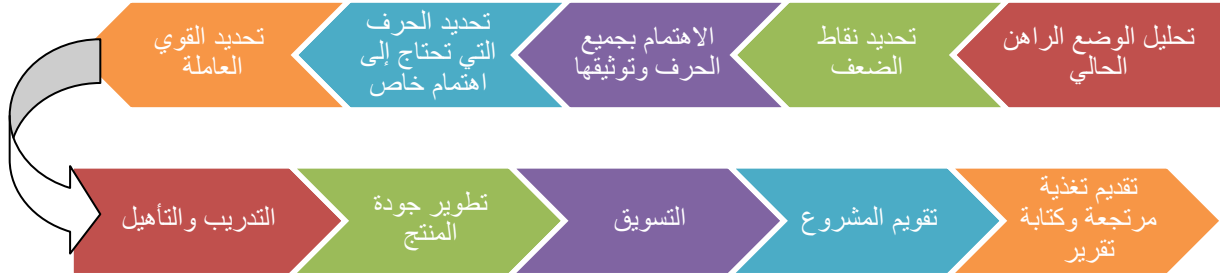 تحليل الوضع الراهن
الحالي
تحديد نقاط
الضعف
الاهتمام بجميع
الحرف وتوثيقها
تحديد الحرف
التي تحتاج إلى
اهتمام خاص
تحديد القوي
العاملة
التدريب والتأهيل
تطوير جودة
المنتج
التسويق
تقويم المشروع
تقديم تغذية
مرتجعة وكتابة
تقرير